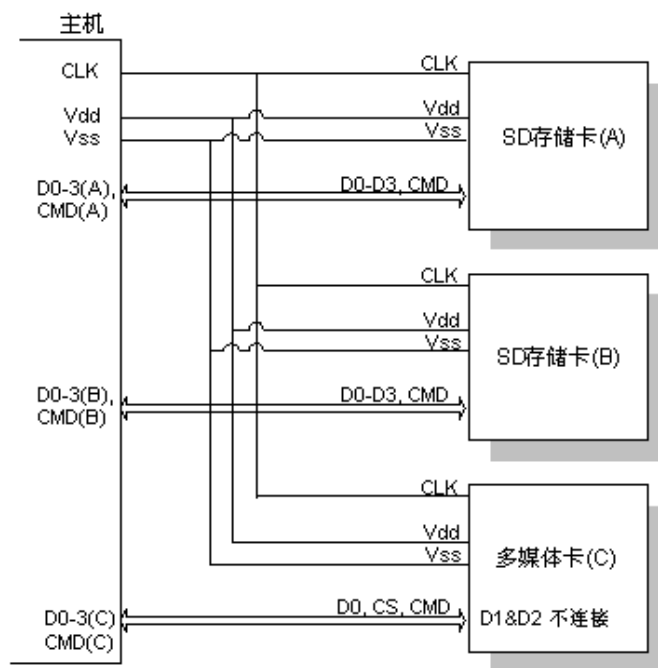 主机
CLK
CLK
Vdd
Vdd
Vss
Vss
SD存储卡(A)
D0-3(A),
CMD(A)
D0-D3, CMD
CLK
Vdd
Vss
SD存储卡(B)
D0-3(B),
CMD(B)
D0-D3, CMD
CLK
Vdd
Vss
多媒体卡(C)
D0-3(C)
CMD(C)
D0, CS, CMD
D1&D2 不连接